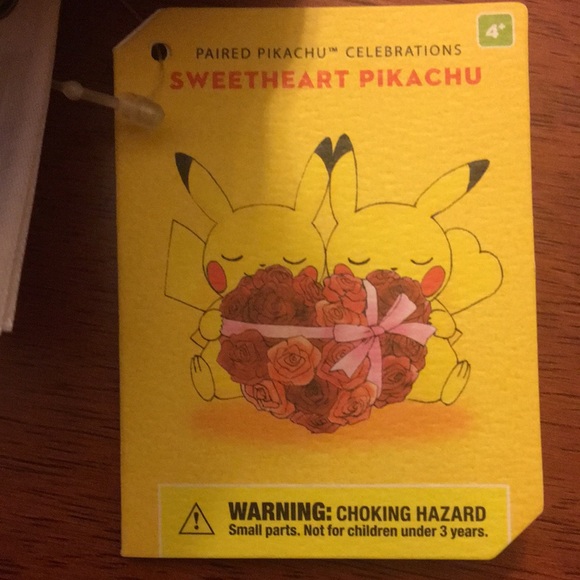 4+
PAIRED PIKACHU™ CELEBRATIONS
SWEETHEART PiKACHU
WARNING: CHOKING HAZARD
Small parts. Not for children under 3 years.